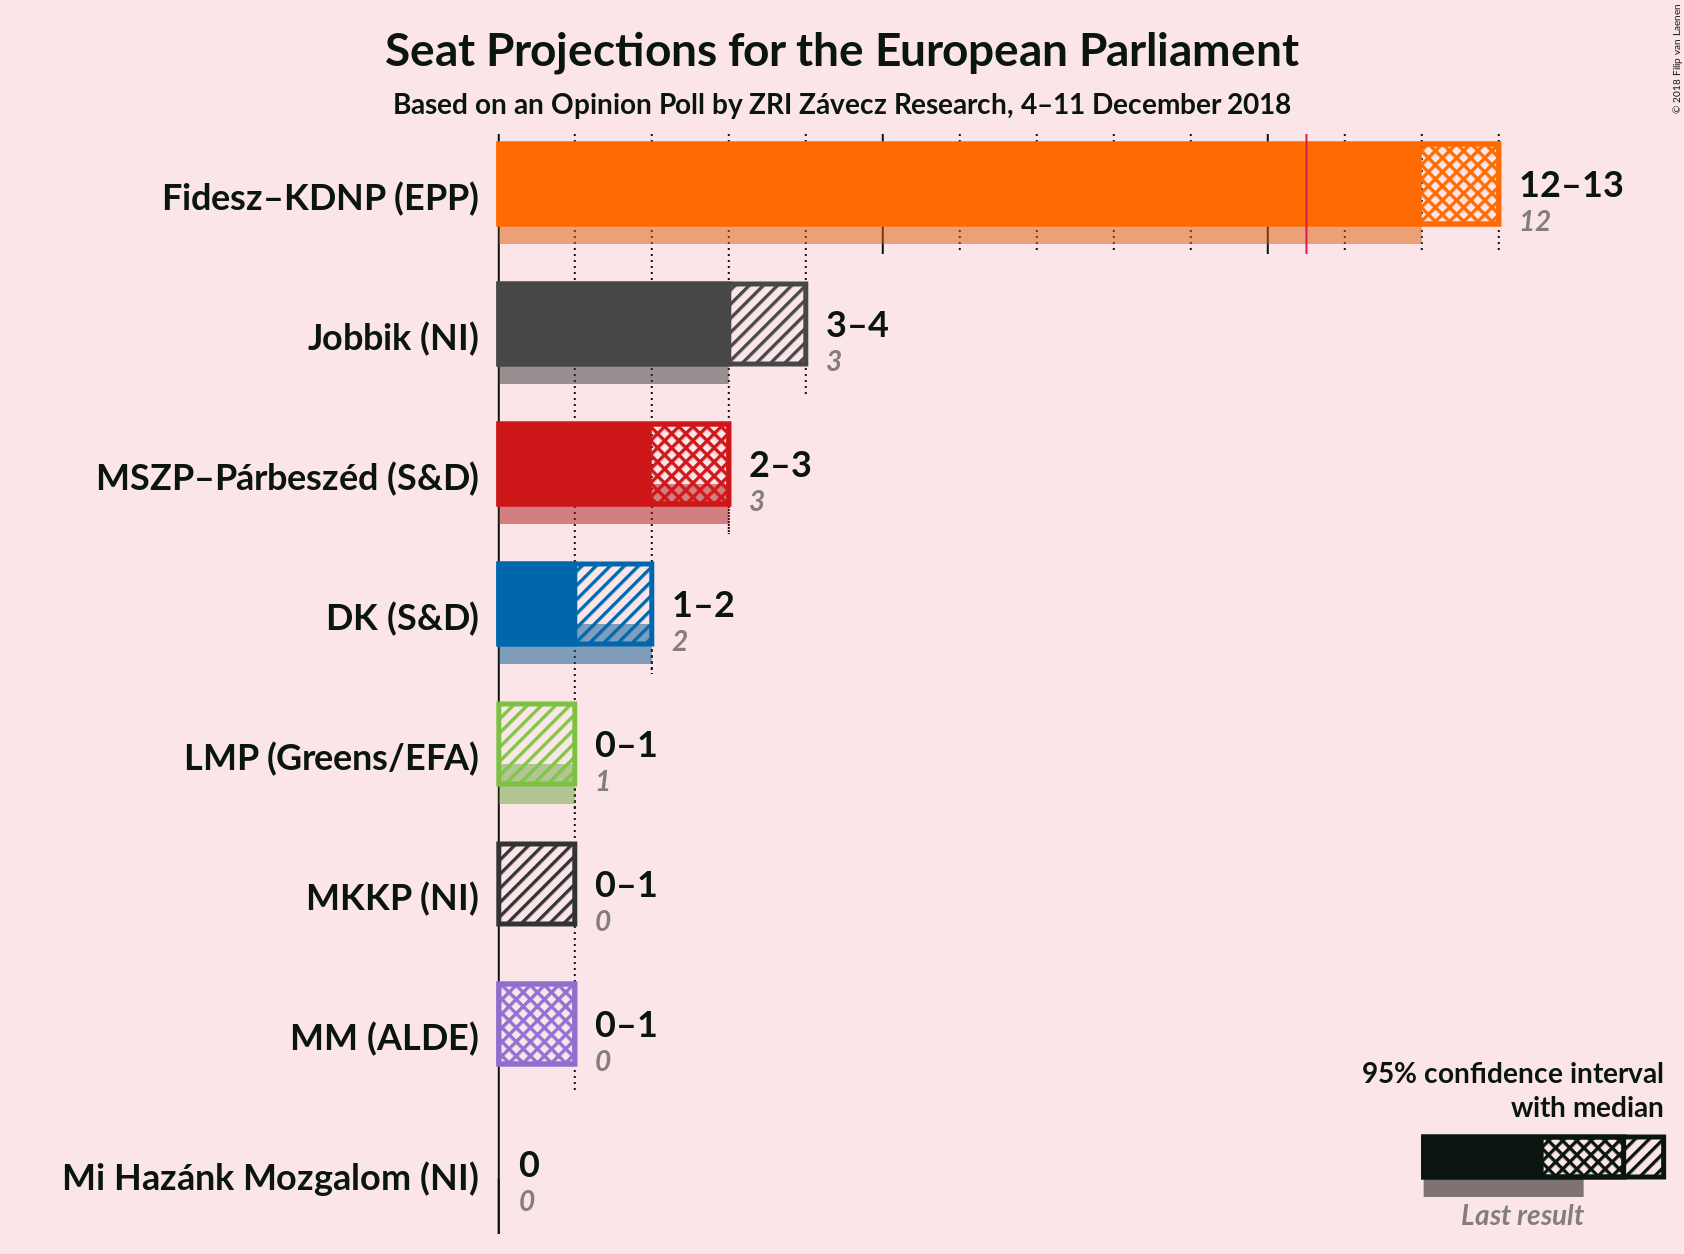 Seat Projections for the European Parliament
Based on an Opinion Poll by ZRI Závecz Research, 4–11 December 2018
© 2018 Filip van Laenen
Fidesz–KDNP (EPP)
12–13
12
Jobbik (NI)
3–4
3
MSZP–Párbeszéd (S&D)
2–3
3
DK (S&D)
1–2
2
LMP (Greens/EFA)
0–1
1
MKKP (NI)
0–1
0
MM (ALDE)
0–1
0
Mi Hazánk Mozgalom (NI)
0
0
95% confidence interval
with median
Last result